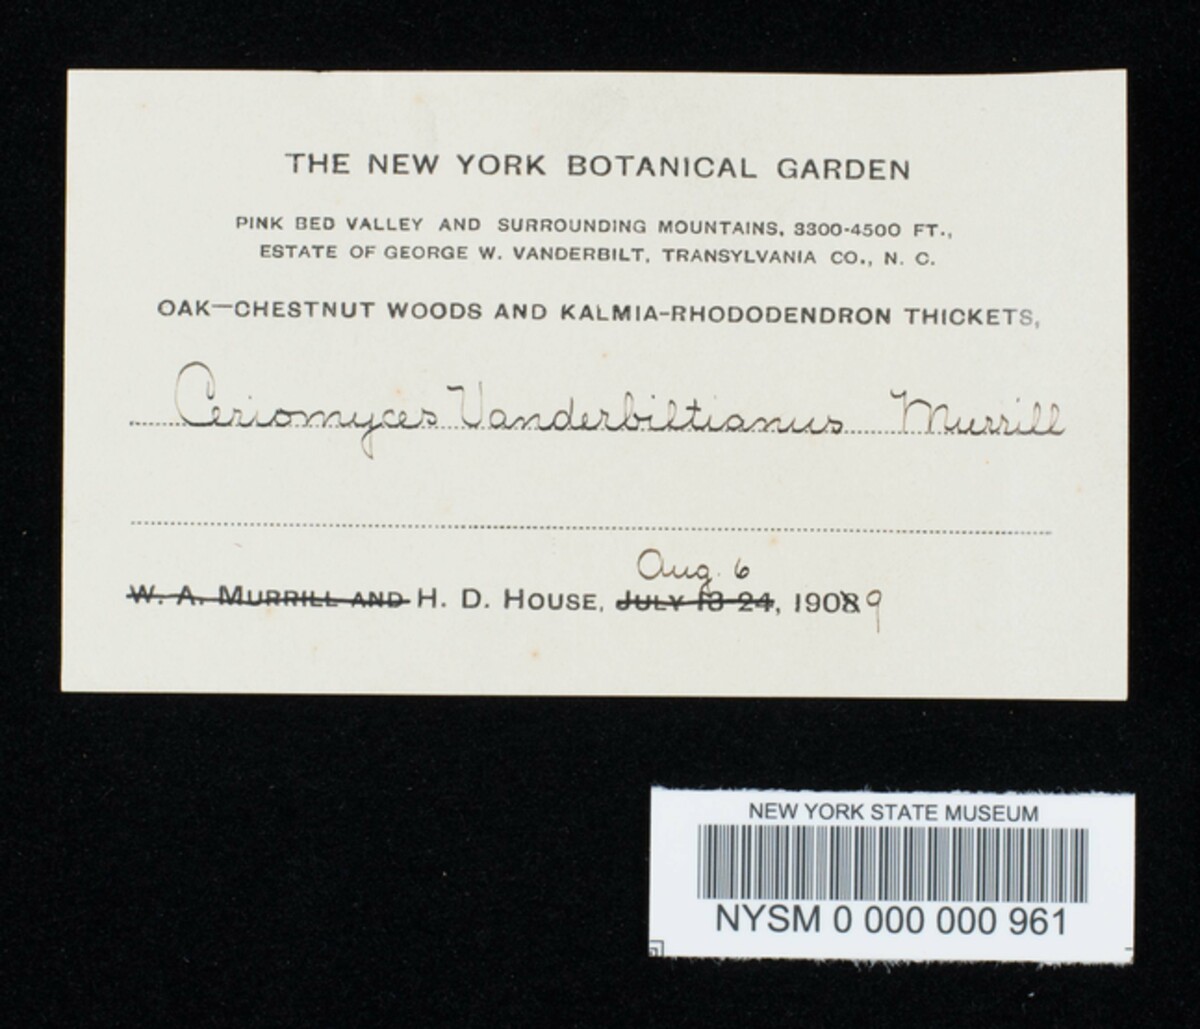 THE NEW YORK BOTANICAL GARDEN
PINK BED VALLEY AND SURROUNDING MOUNTAINS, 3300-4500 FT.,
ESTATE OF GEORGE W. VANDERBILT, TRANSYLVANIA CO., N. C.
OAK—CHESTNUT WOODS AND KALMIA-RHODODENDRON THICKETS,
Ceriomyces Vanderbiltianus Murrill
Aug. 6
W. A. MURRILL AND H. D. HOUSE, JULY 13-24, 1908 9
NEW YORK STATE MUSEUM
NYSM 0 000 000 961